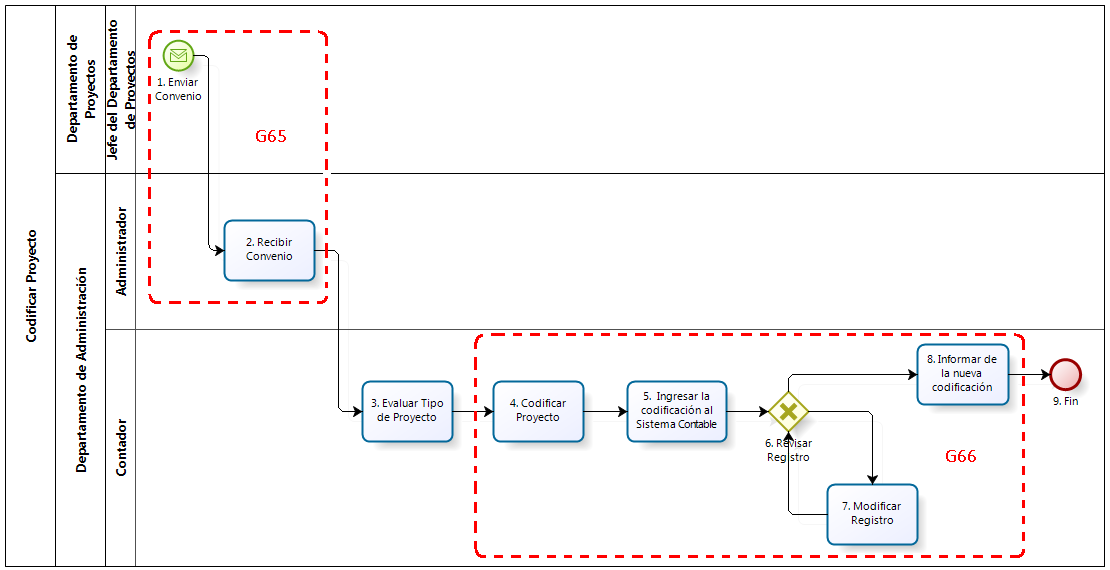 Codificar Proyecto
Departamento de
Proyectos
Jefe del Departamento
de Proyectos
1. Enviar
Convenio
G65
Departamento de Administración
Administrador
2. Recibir
Convenio
Contador
3. Evaluar Tipo
de Proyecto
4. Codificar
Proyecto
5. Ingresar la
codificación al
Sistema Contable
6. Revisar
Registro
7. Modificar
Registro
8. Informar de
la nueva
codificación
G66
9. Fin